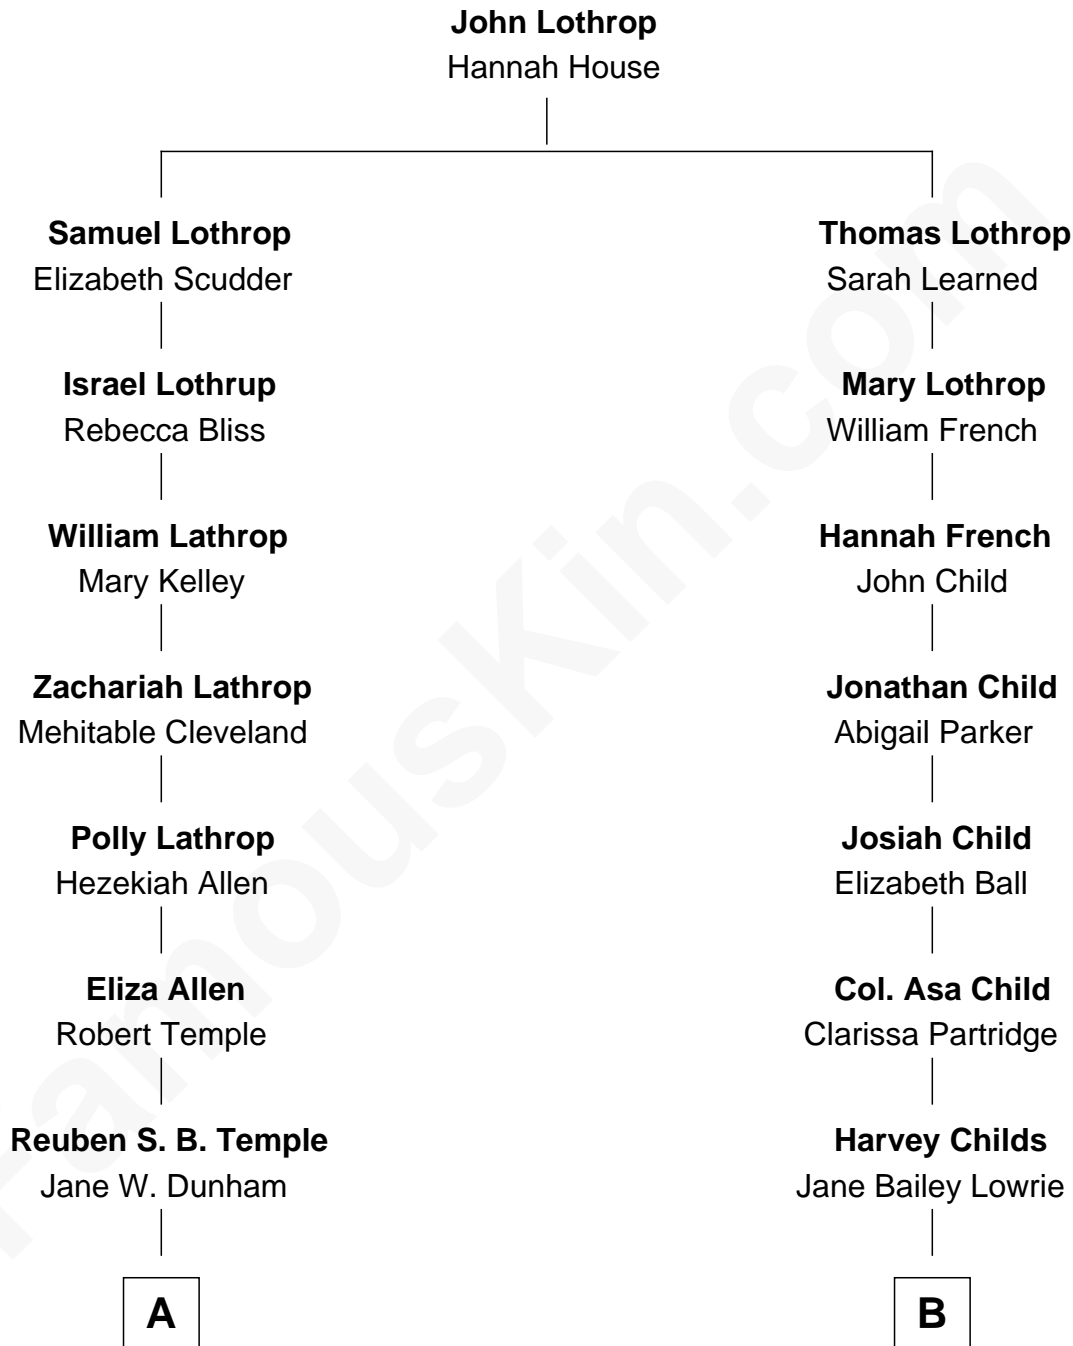 John Lothrop
Hannah House
Samuel Lothrop
Elizabeth Scudder
Thomas Lothrop
Sarah Learned
Israel Lothrup
Rebecca Bliss
Mary Lothrop
William French
William Lathrop
Mary Kelley
Hannah French
John Child
Zachariah Lathrop
Mehitable Cleveland
Jonathan Child
Abigail Parker
Polly Lathrop
Hezekiah Allen
Josiah Child
Elizabeth Ball
Eliza Allen
Robert Temple
Col. Asa Child
Clarissa Partridge
Reuben S. B. Temple
Jane W. Dunham
Harvey Childs
Jane Bailey Lowrie
A
B
FamousKin.com